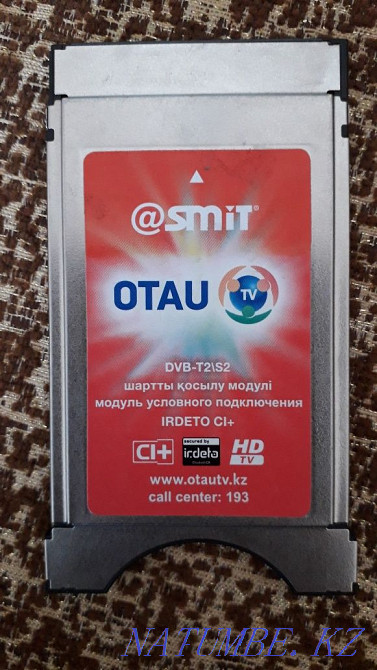 @smiT®
OTAU TV
DVB-T2\S2
шартты қосылу модулі
модуль условного подключения
IRDETO CI+
CI+ secured by irdeto HD TV
www.otautv.kz
call center: 193
NATUMBE. KZ